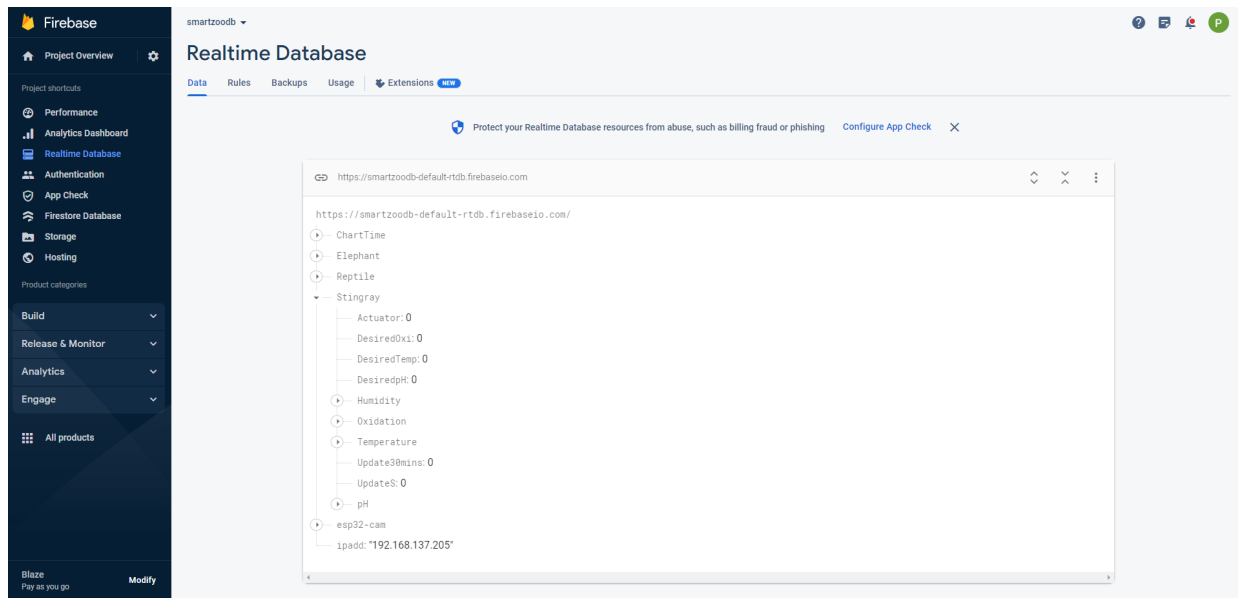 Firebase
smartzoodb
P
Project Overview
Realtime Database
Project shortcuts
Data Rules Backups Usage Extensions NEW
Performance
Analytics Dashboard
Realtime Database
Authentication
App Check
Firestore Database
Storage
Hosting
Product categories
Build
Release & Monitor
Analytics
Engage
All products
Blaze
Pay as you go
Modify
Protect your Realtime Database resources from abuse, such as billing fraud or phishing Configure App Check
https://smartzoodb-default-rtdb.firebaseio.com
https://smartzoodb-default-rtdb.firebaseio.com/
ChartTime
Elephant
Reptile
Stingray
Actuator: 0
DesiredOxi: 0
DesiredTemp: 0
DesiredpH: 0
Humidity
Oxidation
Temperature
Update30mins: 0
UpdateS: 0
pH
esp32-cam
ipadd: "192.168.137.205"